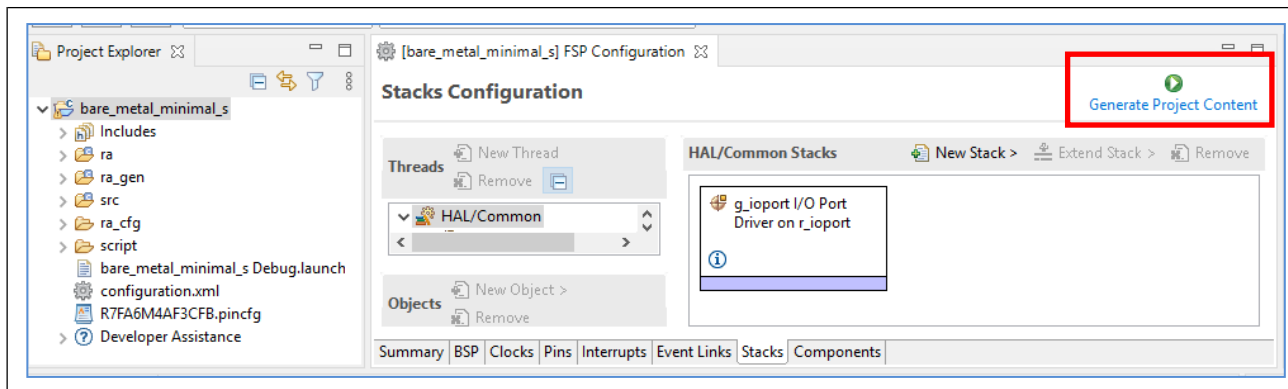 Project Explorer
bare_metal_minimal_s
Includes
ra
ra_gen
src
ra_cfg
script
bare_metal_minimal_s Debug.launch
configuration.xml
R7FA6M4AF3CFB.pincfg
Developer Assistance
[bare_metal_minimal_s] FSP Configuration
Stacks Configuration
Generate Project Content
Threads
New Thread
Remove
HAL/Common
Objects
New Object >
Remove
HAL/Common Stacks
New Stack >
Extend Stack >
Remove
g_ioport I/O Port
Driver on r_ioport
Summary BSP Clocks Pins Interrupts Event Links Stacks Components